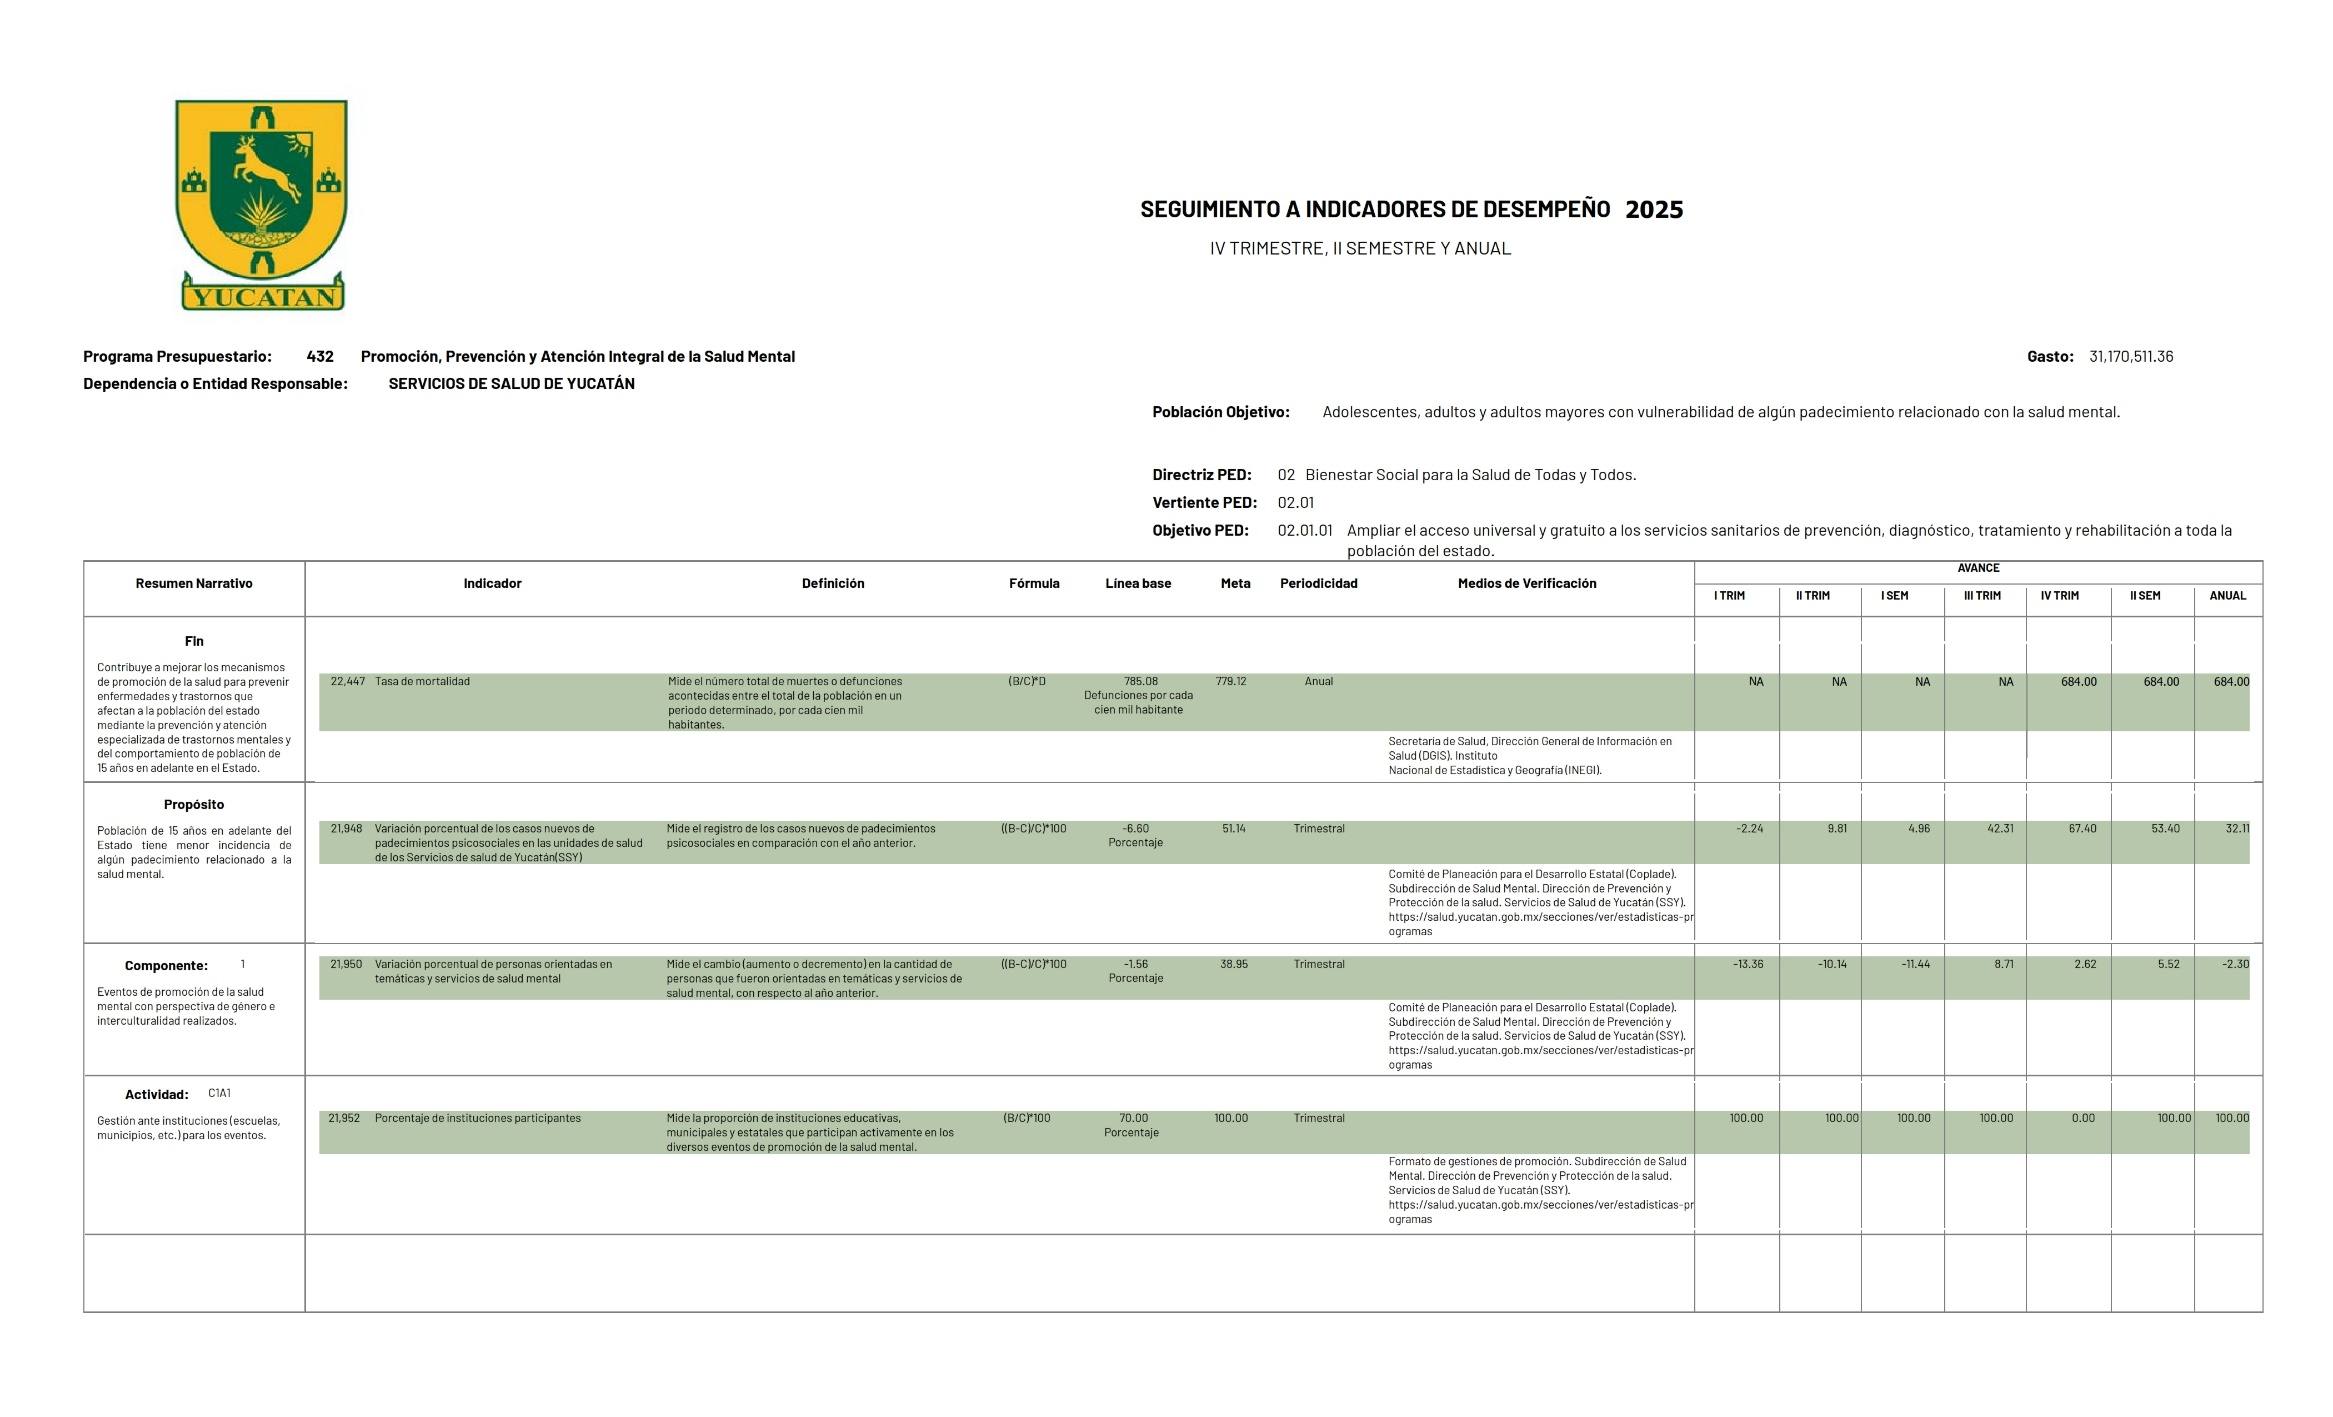 YUCATAN
SEGUIMIENTO A INDICADORES DE DESEMPEÑO 2025
IV TRIMESTRE, II SEMESTRE Y ANUAL
Programa Presupuestario: 432 Promoción, Prevención y Atención Integral de la Salud Mental
Gasto: 31,170,511.36
Dependencia o Entidad Responsable: SERVICIOS DE SALUD DE YUCATÁN
Población Objetivo: Adolescentes, adultos y adultos mayores con vulnerabilidad de algún padecimiento relacionado con la salud mental.
Directriz PED: 02 Bienestar Social para la Salud de Todas y Todos.
Vertiente PED: 02.01
Objetivo PED: 02.01.01 Ampliar el acceso universal y gratuito a los servicios sanitarios de prevención, diagnóstico, tratamiento y rehabilitación a toda la
población del estado.
Resumen Narrativo Indicador Definición Fórmula Línea base Meta Periodicidad Medios de Verificación AVANCE
I TRIM II TRIM I SEM III TRIM IV TRIM II SEM ANUAL
Fin
Contribuye a mejorar los mecanismos
de promoción de la salud para prevenir
enfermedades y trastornos que
afectan a la población del estado
mediante la prevención y atención
especializada de trastornos mentales y
del comportamiento de población de
15 años en adelante en el Estado.
22,447 Tasa de mortalidad
Mide el número total de muertes o defunciones
acontecidas entre el total de la población en un
periodo determinado, por cada cien mil
habitantes.
(B/C)*D
785.08
Defunciones por cada
cien mil habitante
779.12
Anual
Secretaría de Salud, Dirección General de Información en
Salud (DGIS). Instituto
Nacional de Estadística y Geografía (INEGI).
NA NA NA NA 684.00 684.00 684.00
Propósito
Población de 15 años en adelante del
Estado tiene menor incidencia de
algún padecimiento relacionado a la
salud mental.
21,948 Variación porcentual de los casos nuevos de
padecimientos psicosociales en las unidades de salud
de los Servicios de salud de Yucatán(SSY)
Mide el registro de los casos nuevos de padecimientos
psicosociales en comparación con el año anterior.
((B-C)/C)*100
-6.60
Porcentaje
51.14
Trimestral
Comité de Planeación para el Desarrollo Estatal (Coplade).
Subdirección de Salud Mental. Dirección de Prevención y
Protección de la salud. Servicios de Salud de Yucatán (SSY).
https://salud.yucatan.gob.mx/secciones/ver/estadisticas-pr
ogramas
-2.24 9.81 4.96 42.31 67.40 53.40 32.11
Componente: 1
Eventos de promoción de la salud
mental con perspectiva de género e
interculturalidad realizados.
21,950 Variación porcentual de personas orientadas en
temáticas y servicios de salud mental
Mide el cambio (aumento o decremento) en la cantidad de
personas que fueron orientadas en temáticas y servicios de
salud mental, con respecto al año anterior.
((B-C)/C)*100
-1.56
Porcentaje
38.95
Trimestral
Comité de Planeación para el Desarrollo Estatal (Coplade).
Subdirección de Salud Mental. Dirección de Prevención y
Protección de la salud. Servicios de Salud de Yucatán (SSY).
https://salud.yucatan.gob.mx/secciones/ver/estadisticas-pr
ogramas
-13.36 -10.14 -11.44 8.71 2.62 5.52 -2.30
Actividad: C1A1
Gestión ante instituciones (escuelas,
municipios, etc.) para los eventos.
21,952 Porcentaje de instituciones participantes
Mide la proporción de instituciones educativas,
municipales y estatales que participan activamente en los
diversos eventos de promoción de la salud mental.
(B/C)*100
70.00
Porcentaje
100.00
Trimestral
Formato de gestiones de promoción. Subdirección de Salud
Mental. Dirección de Prevención y Protección de la salud.
Servicios de Salud de Yucatán (SSY).
https://salud.yucatan.gob.mx/secciones/ver/estadisticas-pr
ogramas
100.00 100.00 100.00 100.00 0.00 100.00 100.00